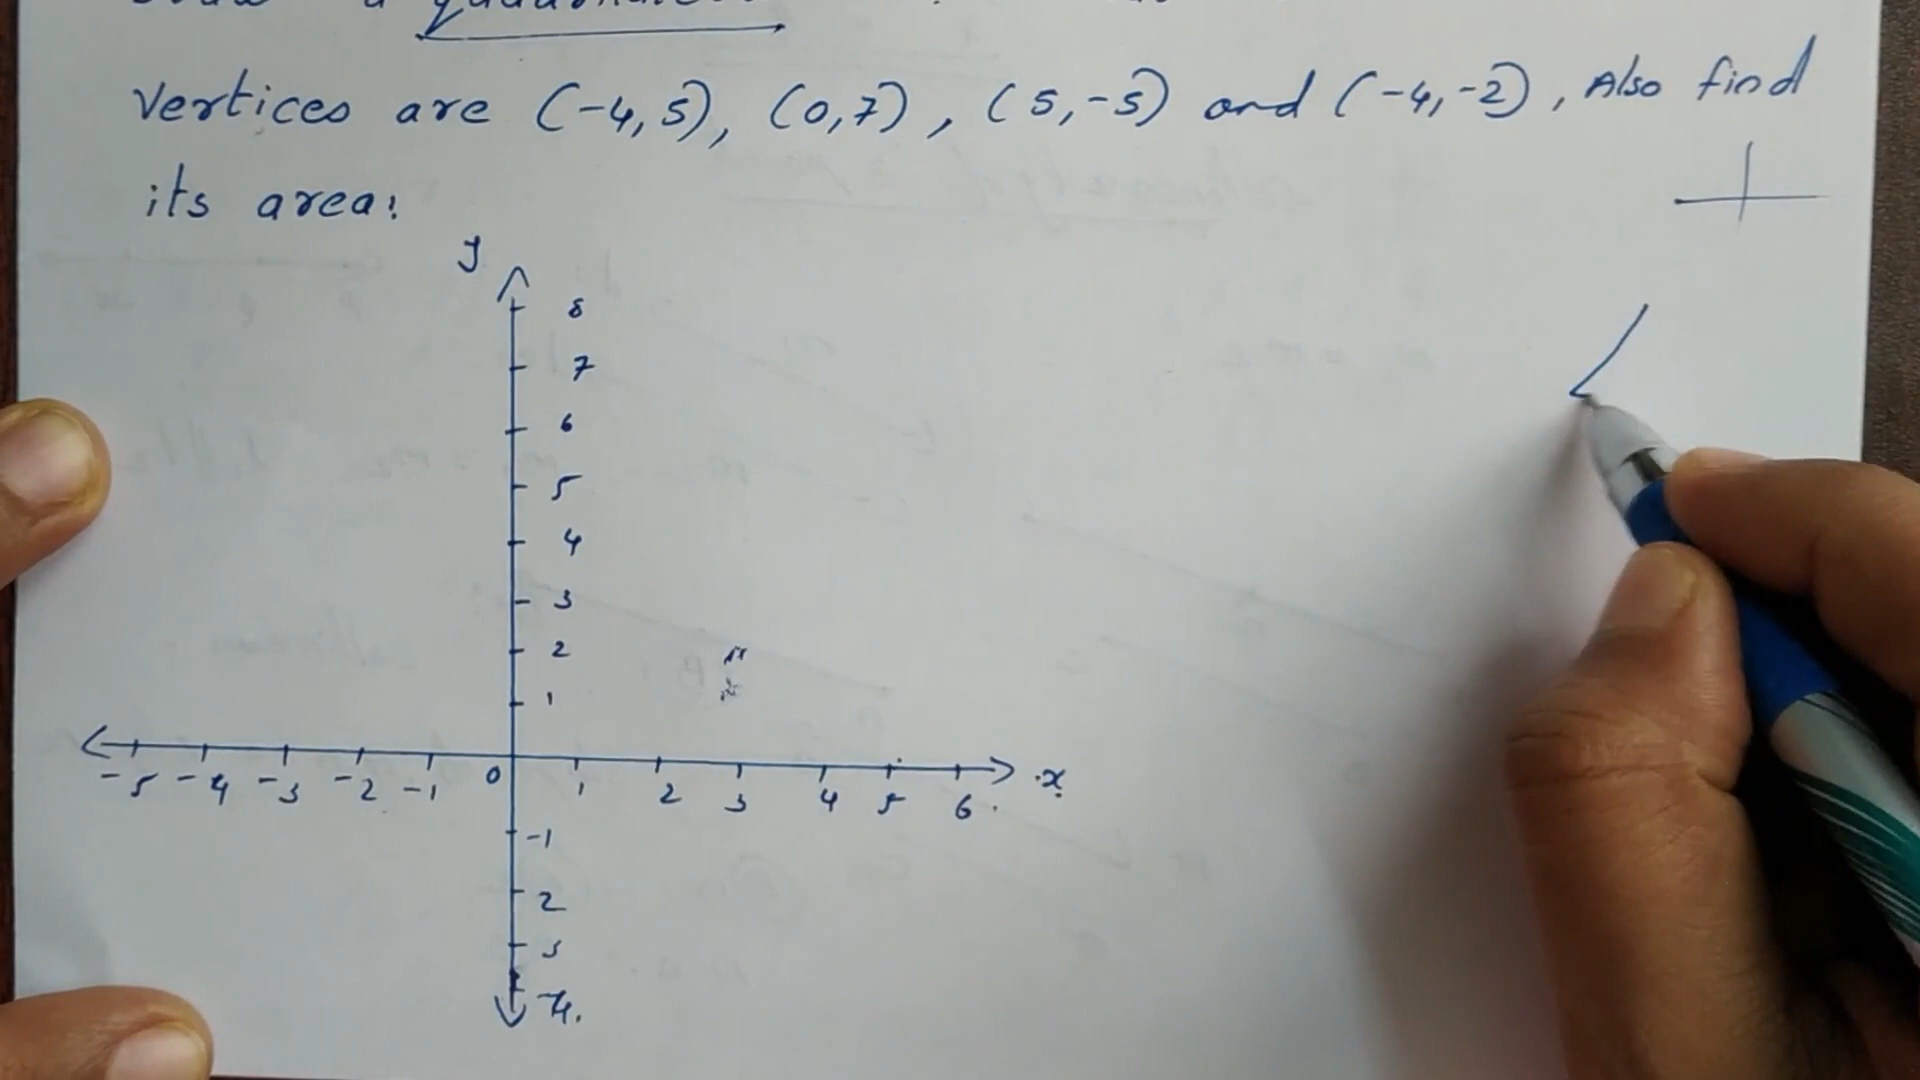 a quadrilateral
vertices are (-4,5), (0,7), (5,-5) and (-4,-2), Also find
its area:
y
8
7
6
5
4
3
2
1
-5 -4 -3 -2 -1 0 1 2 3 4 5 6 x
-1
2
3
-4